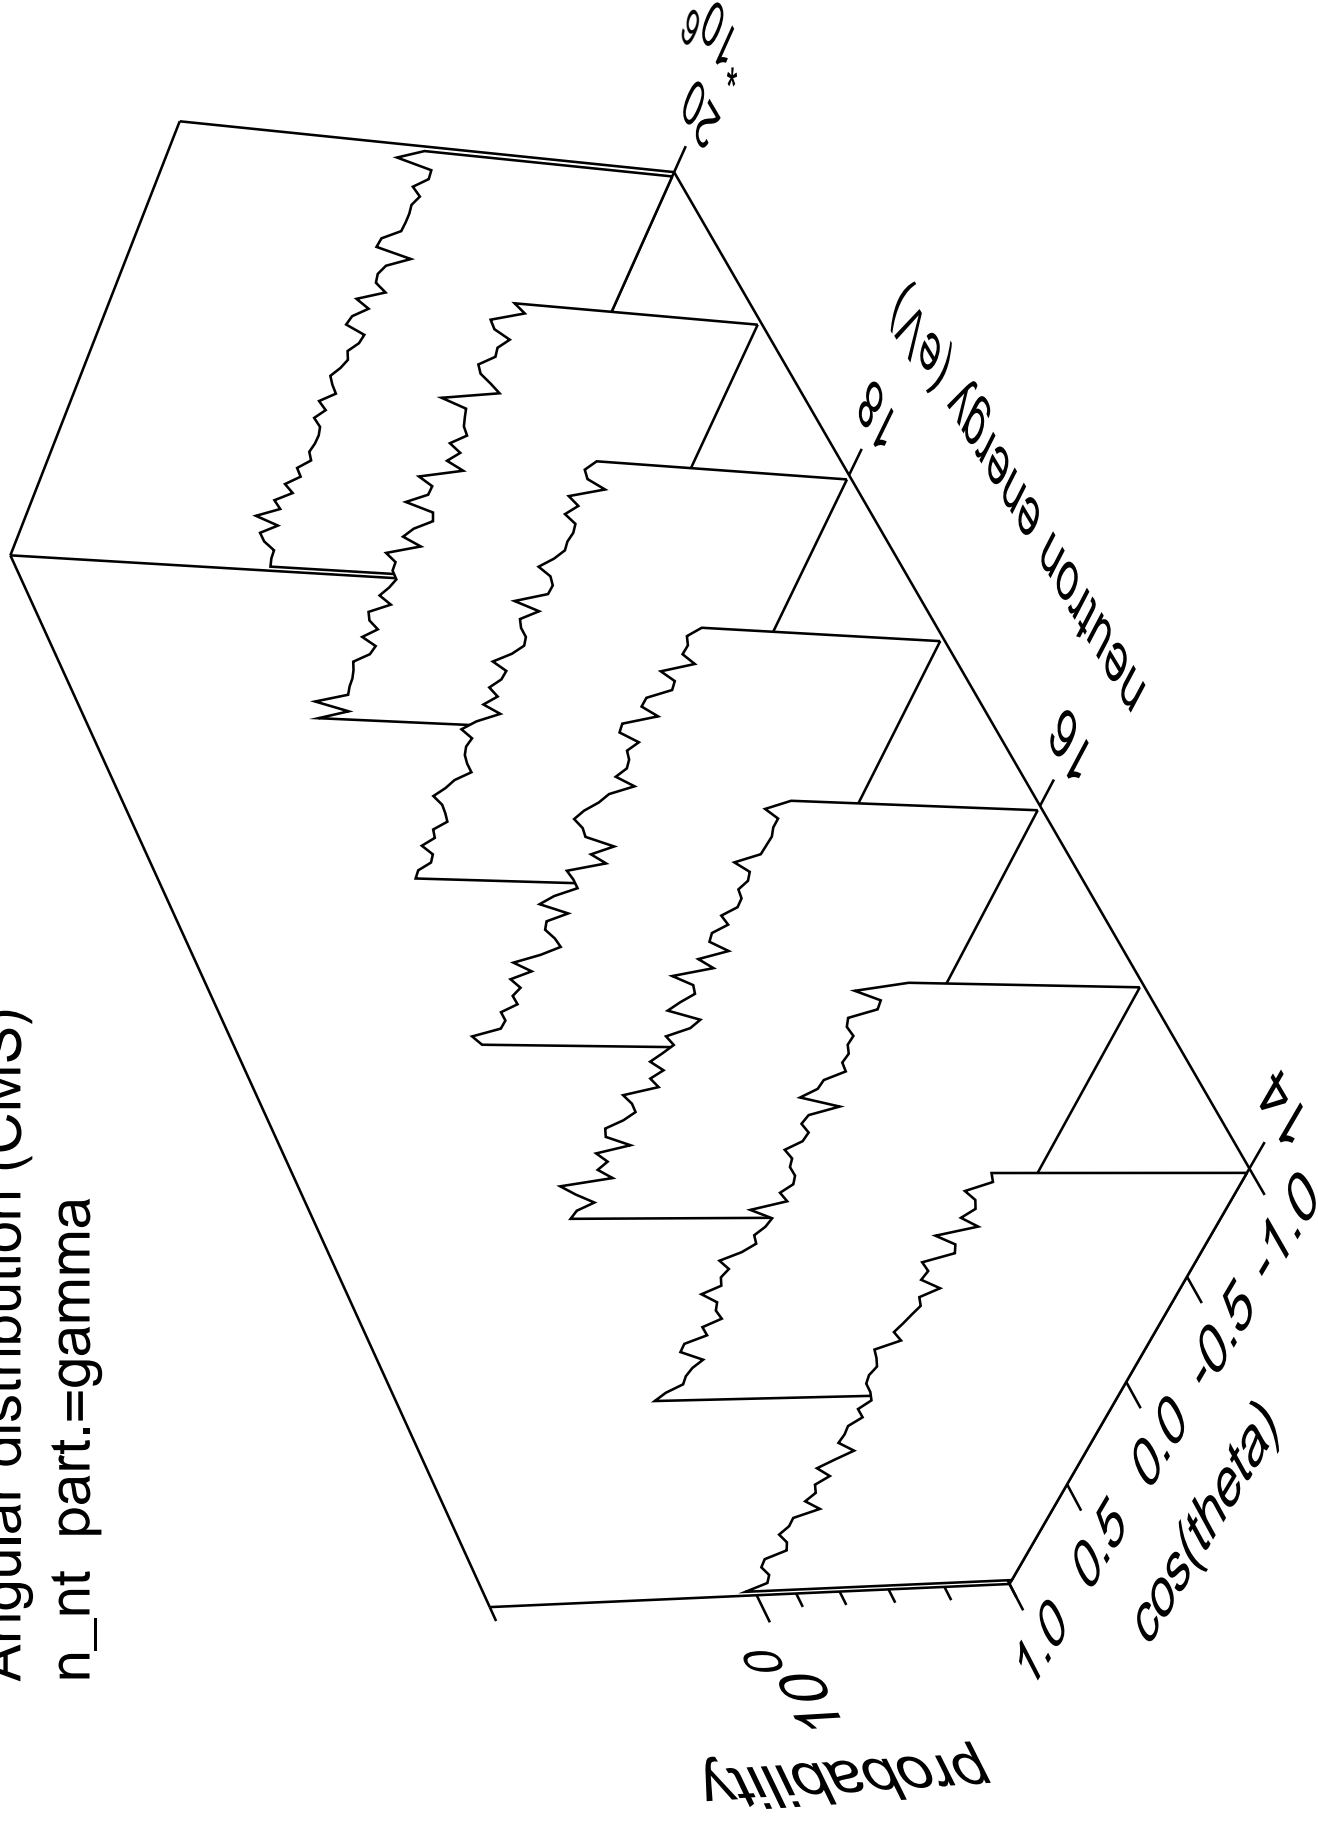 Angular distribution (CMS)
n_nt part.=gamma
probability
10 0
1.0
0.5
0.0
-0.5
-1.0
cos(theta)
14
16
18
20
* 10 6
neutron energy (eV)